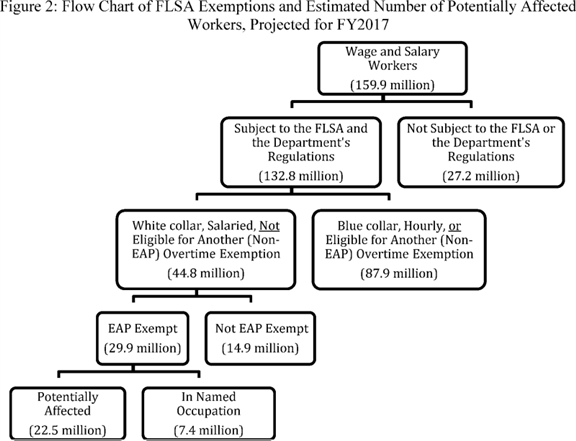 Figure 2: Flow Chart of FLSA Exemptions and Estimated Number of Potentially Affected
Workers, Projected for FY2017
Wage and Salary
Workers
(159.9 million)
Subject to the FLSA and
the Department's
Regulations
(132.8 million)
Not Subject to the FLSA or
the Department's
Regulations
(27.2 million)
White collar, Salaried, Not
Eligible for Another (Non-
EAP) Overtime Exemption
(44.8 million)
Blue collar, Hourly, or
Eligible for Another (Non-
EAP) Overtime Exemption
(87.9 million)
EAP Exempt
(29.9 million)
Not EAP Exempt
(14.9 million)
Potentially
Affected
(22.5 million)
In Named
Occupation
(7.4 million)